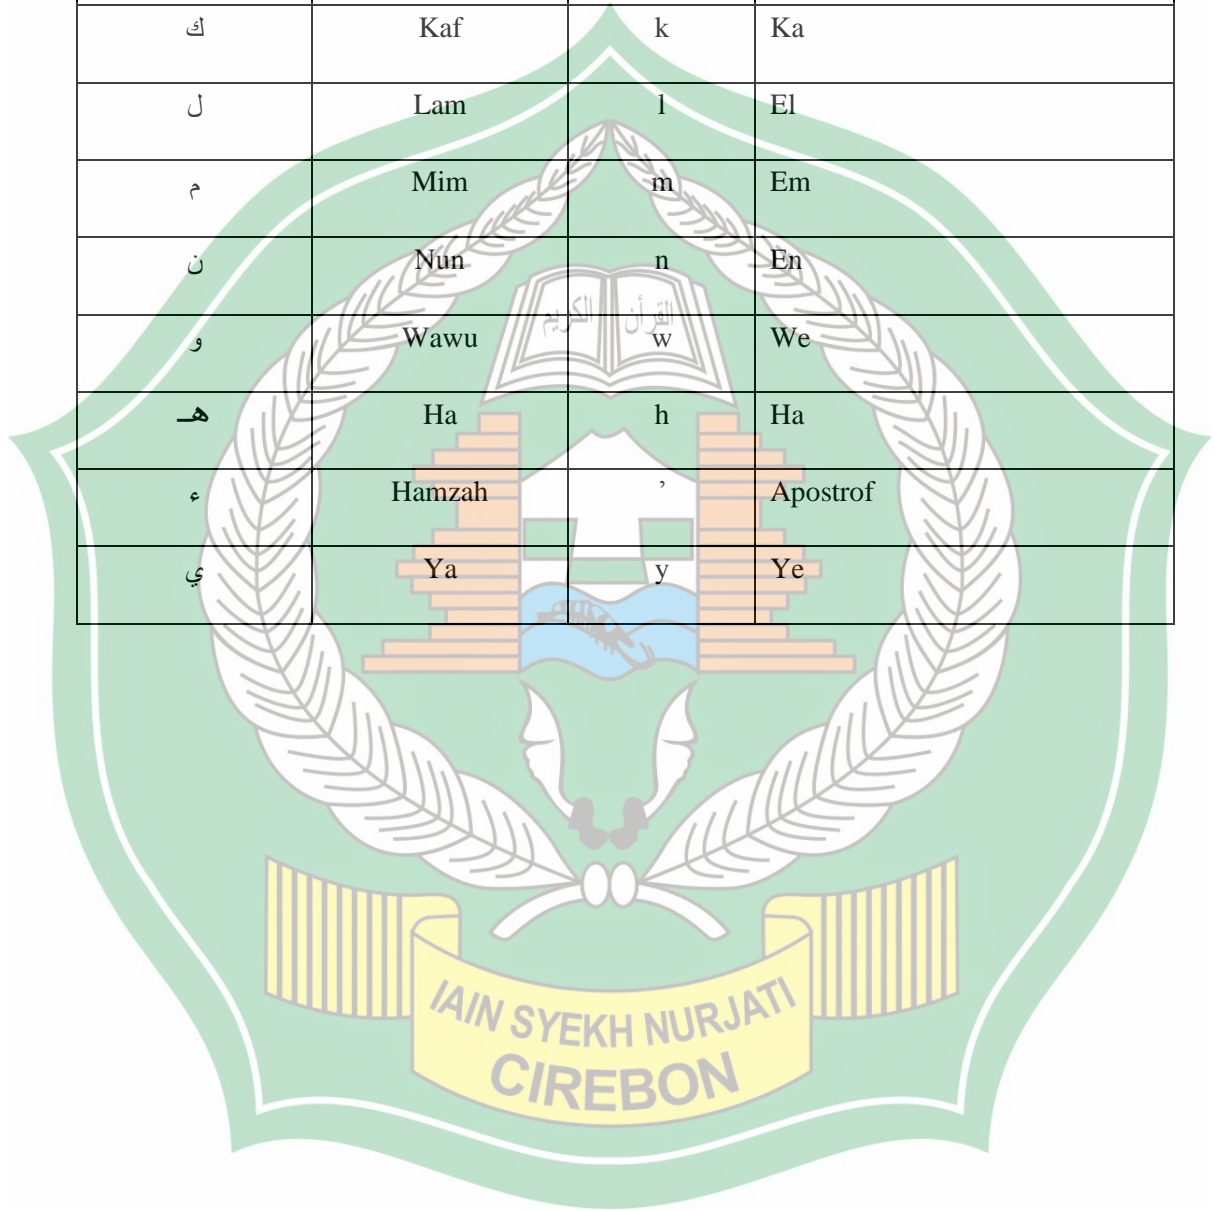 ك Kaf k Ka
ل Lam l El
م Mim m Em
ن Nun n En
و Wawu w We
هـ Ha h Ha
ء Hamzah ’ Apostrof
ي Ya y Ye
القرأن الكريم
IAIN SYEKH NURJATI
CIREBON